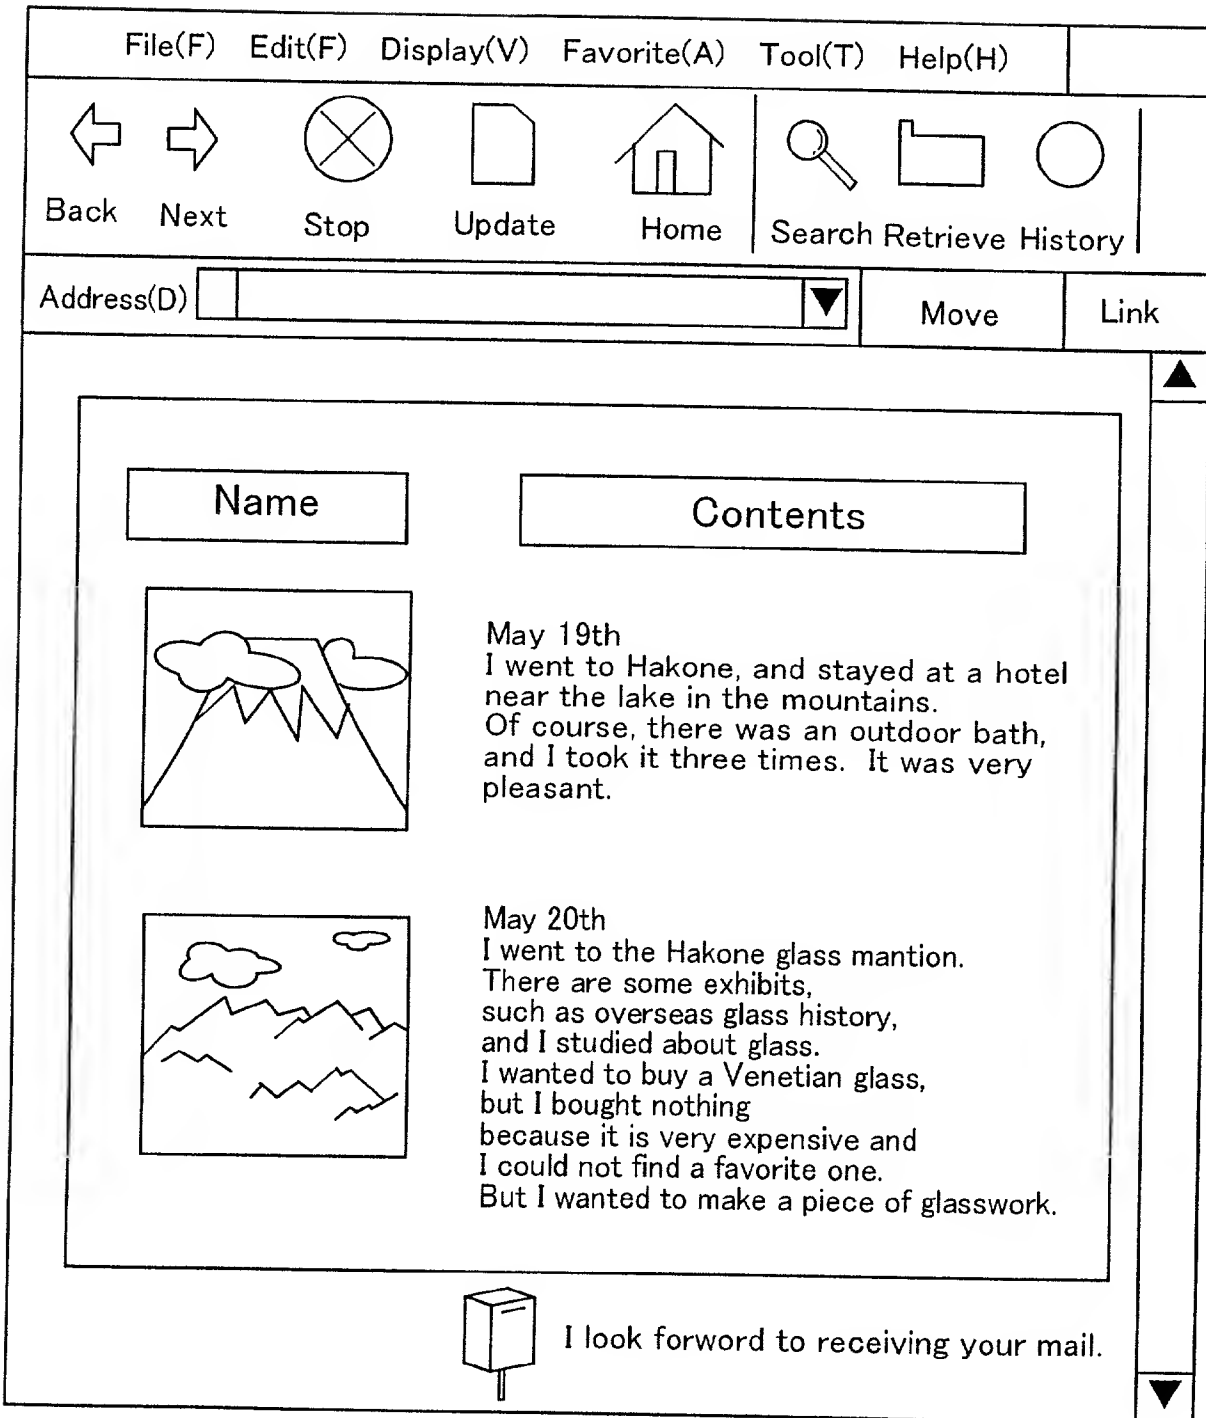 File(F) Edit(F) Display(V) Favorite(A) Tool(T) Help(H)
Back Next Stop Update Home Search Retrieve History
Address(D) Move Link
Name Contents
May 19th
I went to Hakone, and stayed at a hotel
near the lake in the mountains.
Of course, there was an outdoor bath,
and I took it three times. It was very
pleasant.
May 20th
I went to the Hakone glass mantion.
There are some exhibits,
such as overseas glass history,
and I studied about glass.
I wanted to buy a Venetian glass,
but I bought nothing
because it is very expensive and
I could not find a favorite one.
But I wanted to make a piece of glasswork.
I look forword to receiving your mail.